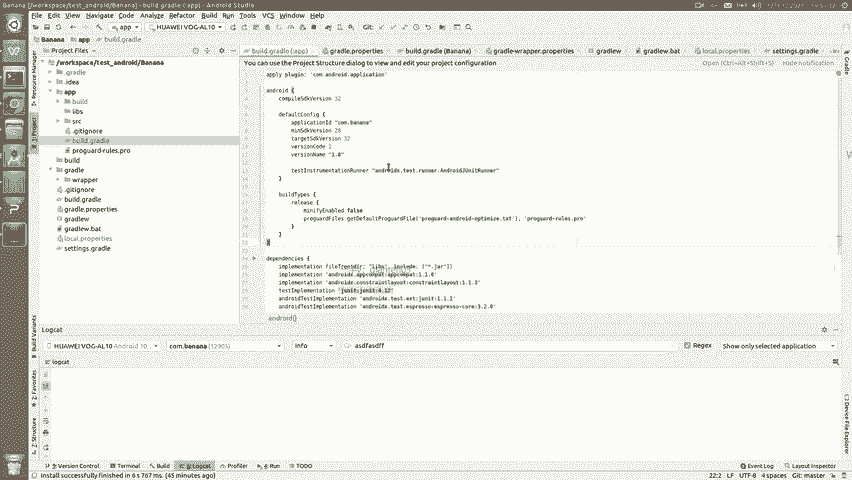 build.gradle (app) [/workspace/test_android/Banana] - Android Studio
File Edit View Navigate Code Analyze Refactor Build Run Tools VCS Window Help
app HUAWEI VOG-AL10 Git:
Banana app build.gradle
Project Files
build.gradle (app) gradle.properties build.gradle (Banana) gradle-wrapper.properties gradlew gradlew.bat local.properties settings.gradle
You can use the Project Structure dialog to view and edit your project configuration Open (Ctrl+Alt+Shift+S) Hide notification
Resource Manager
1: Project
Gradle
/workspace/test_android/Banana
.gradle
.idea
app
build
libs
src
.gitignore
build.gradle
proguard-rules.pro
build
gradle
wrapper
.gitignore
build.gradle
gradle.properties
gradlew
gradlew.bat
local.properties
settings.gradle
apply plugin: 'com.android.application'
android {
compileSdkVersion 32
defaultConfig {
applicationId "com.banana"
minSdkVersion 28
targetSdkVersion 32
versionCode 1
versionName "1.0"
testInstrumentationRunner "androidx.test.runner.AndroidJUnitRunner"
}
buildTypes {
release {
minifyEnabled false
proguardFiles getDefaultProguardFile('proguard-android-optimize.txt'), 'proguard-rules.pro'
}
}
}
dependencies {
implementation fileTree(dir: "libs", include: ["*.jar"])
implementation 'androidx.appcompat:appcompat:1.1.0'
implementation 'androidx.constraintlayout:constraintlayout:1.1.3'
testImplementation 'junit:junit:4.12'
androidTestImplementation 'androidx.test.ext:junit:1.1.1'
androidTestImplementation 'androidx.test.espresso:espresso-core:3.2.0'
android{}
Build Variants
2: Favorites
Z: Structure
Device File Explorer
Logcat
HUAWEI VOG-AL10 Android 10, com.banana (12905) Info asdfasdff Regex Show only selected application
logcat
9: Version Control Terminal Build 6: Logcat Profiler 4: Run TODO Event Log Layout Inspector
Install successfully finished in 6 s 767 ms. (45 minutes ago) 22:2 LF UTF-8 4 spaces Git: master